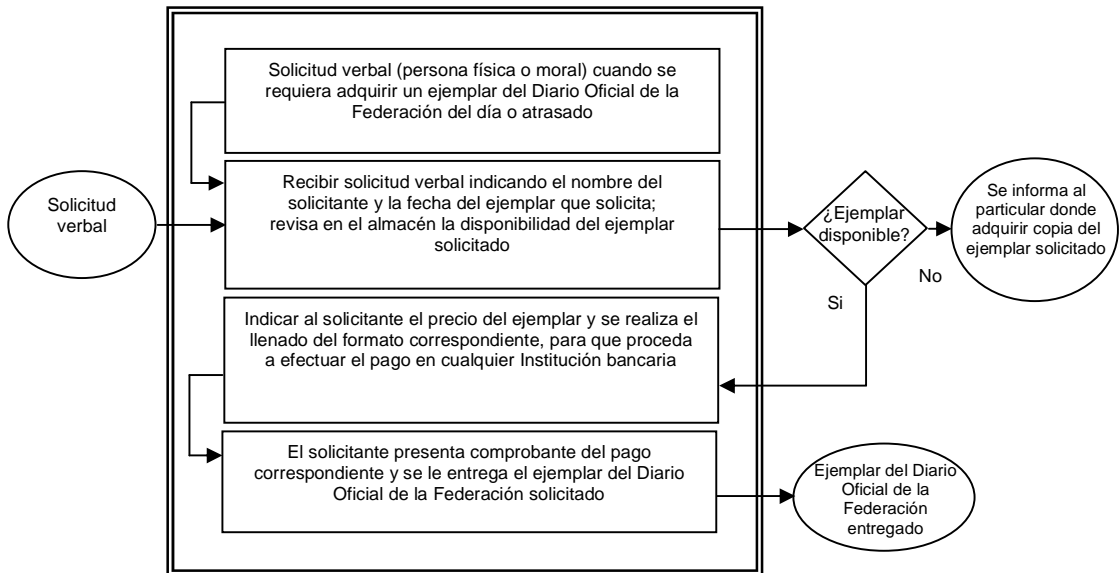 Solicitud verbal (persona física o moral) cuando se
requiera adquirir un ejemplar del Diario Oficial de la
Federación del día o atrasado
Solicitud
verbal
Recibir solicitud verbal indicando el nombre del
solicitante y la fecha del ejemplar que solicita;
revisa en el almacén la disponibilidad del ejemplar
solicitado
¿Ejemplar
disponible?
Se informa al
particular donde
adquirir copia del
ejemplar solicitado
No
Si
Indicar al solicitante el precio del ejemplar y se realiza el
llenado del formato correspondiente, para que proceda
a efectuar el pago en cualquier Institución bancaria
El solicitante presenta comprobante del pago
correspondiente y se le entrega el ejemplar del Diario
Oficial de la Federación solicitado
Ejemplar del Diario
Oficial de la
Federación
entregado